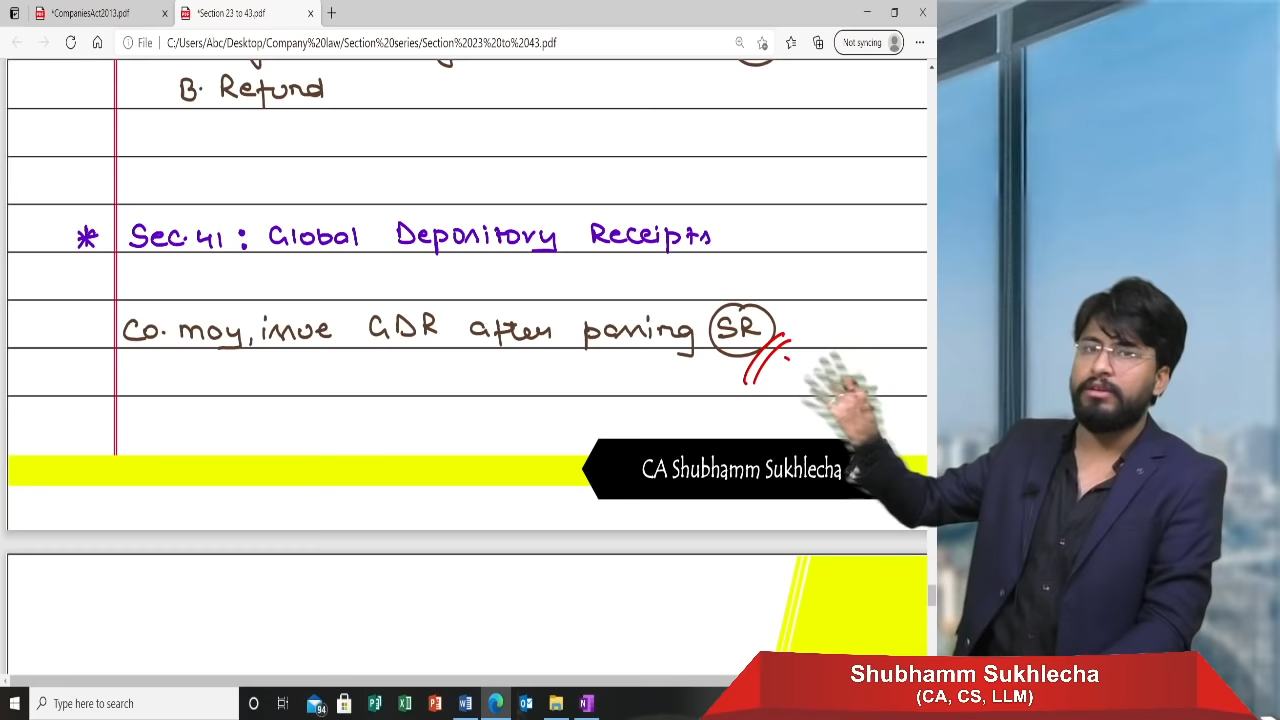 *CompaniesAct2013.pdf
*Section 23 to 43.pdf
File
C:/Users/Abc/Desktop/Company%20law/Section%20series/Section%2023%20to%2043.pdf
Not syncing
B. Refund
* Sec. 41 : Global Depository Receipts
Co. may, issue GDR after passing SR
CA Shubhamm Sukhlecha
Shubhamm Sukhlecha
(CA, CS, LLM)
Type here to search
94